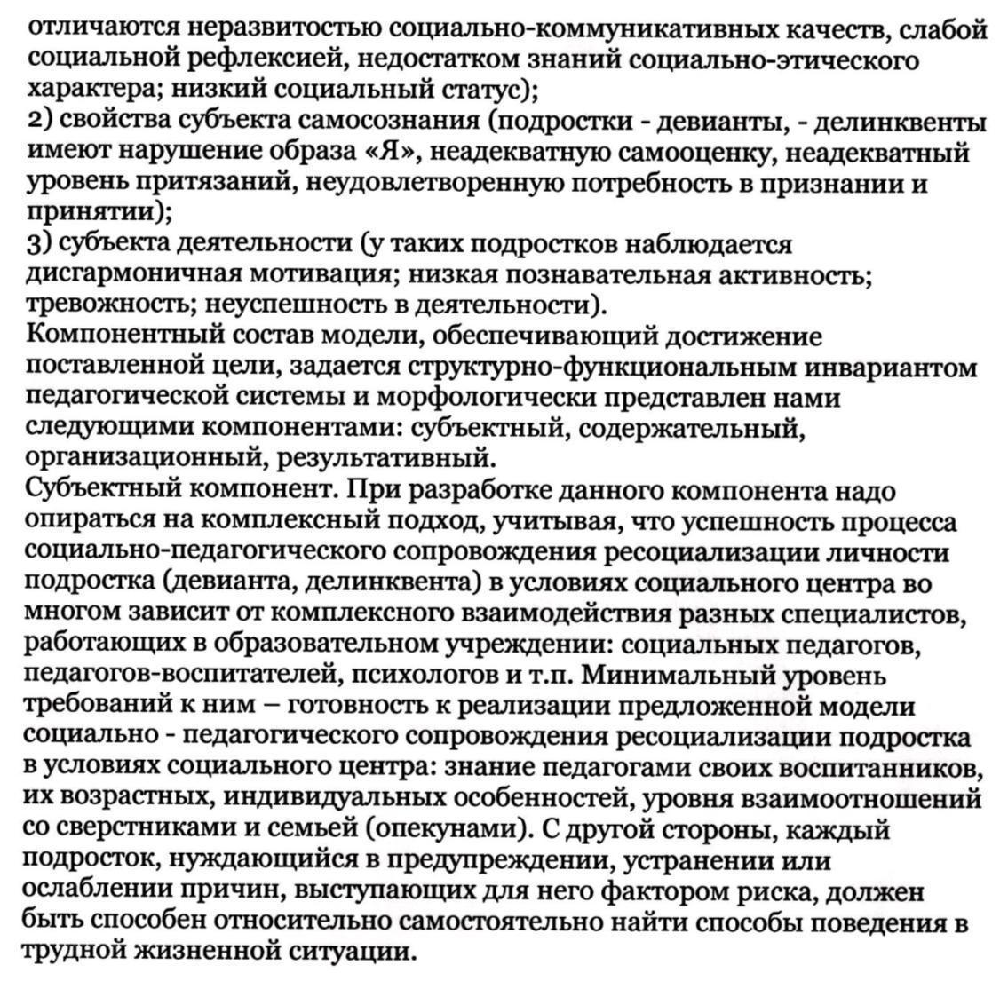 отличаются неразвитостью социально-коммуникативных качеств, слабой
социальной рефлексией, недостатком знаний социально-этического
характера; низкий социальный статус);
2) свойства субъекта самосознания (подростки - девианты, - делинквенты
имеют нарушение образа «Я», неадекватную самооценку, неадекватный
уровень притязаний, неудовлетворенную потребность в признании и
принятии);
3) субъекта деятельности (у таких подростков наблюдается
дисгармоничная мотивация; низкая познавательная активность;
тревожность; неуспешность в деятельности).
Компонентный состав модели, обеспечивающий достижение
поставленной цели, задается структурно-функциональным инвариантом
педагогической системы и морфологически представлен нами
следующими компонентами: субъектный, содержательный,
организационный, результативный.
Субъектный компонент. При разработке данного компонента надо
опираться на комплексный подход, учитывая, что успешность процесса
социально-педагогического сопровождения ресоциализации личности
подростка (девианта, делинквента) в условиях социального центра во
многом зависит от комплексного взаимодействия разных специалистов,
работающих в образовательном учреждении: социальных педагогов,
педагогов-воспитателей, психологов и т.п. Минимальный уровень
требований к ним – готовность к реализации предложенной модели
социально - педагогического сопровождения ресоциализации подростка
в условиях социального центра: знание педагогами своих воспитанников,
их возрастных, индивидуальных особенностей, уровня взаимоотношений
со сверстниками и семьей (опекунами). С другой стороны, каждый
подросток, нуждающийся в предупреждении, устранении или
ослаблении причин, выступающих для него фактором риска, должен
быть способен относительно самостоятельно найти способы поведения в
трудной жизненной ситуации.